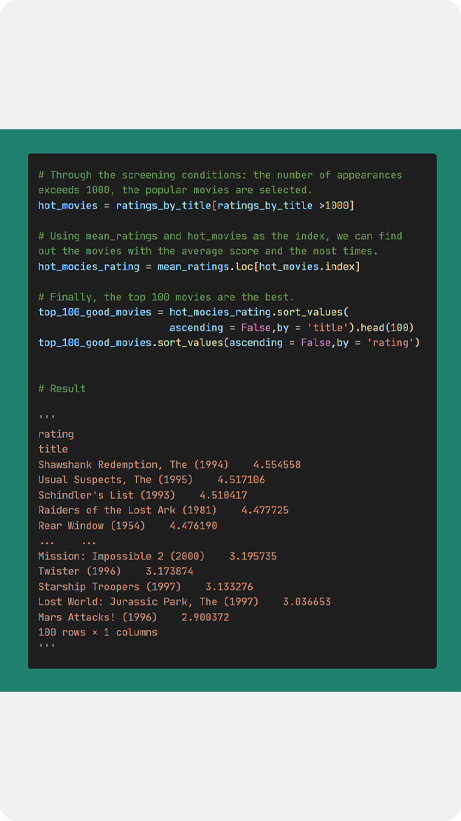 # Through the screening conditions: the number of appearances
exceeds 1000, the popular movies are selected.
hot_movies = ratings_by_title[ratings_by_title >1000]
# Using mean_ratings and hot_movies as the index, we can find
out the movies with the average score and the most times.
hot_mocies_rating = mean_ratings.loc[hot_movies.index]
# Finally, the top 100 movies are the best.
top_100_good_movies = hot_mocies_rating.sort_values(
ascending = False,by = 'title').head(100)
top_100_good_movies.sort_values(ascending = False,by = 'rating')
# Result
'''
rating
title
Shawshank Redemption, The (1994) 4.554558
Usual Suspects, The (1995) 4.517106
Schindler's List (1993) 4.510417
Raiders of the Lost Ark (1981) 4.477725
Rear Window (1954) 4.476190
... ...
Mission: Impossible 2 (2000) 3.195735
Twister (1996) 3.173874
Starship Troopers (1997) 3.133276
Lost World: Jurassic Park, The (1997) 3.036653
Mars Attacks! (1996) 2.900372
100 rows × 1 columns
'''